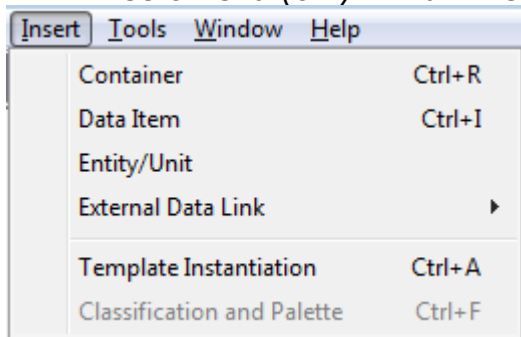 Insert Tools Window Help
Container Ctrl+R
Data Item Ctrl+I
Entity/Unit
External Data Link
Template Instantiation Ctrl+A
Classification and Palette Ctrl+F